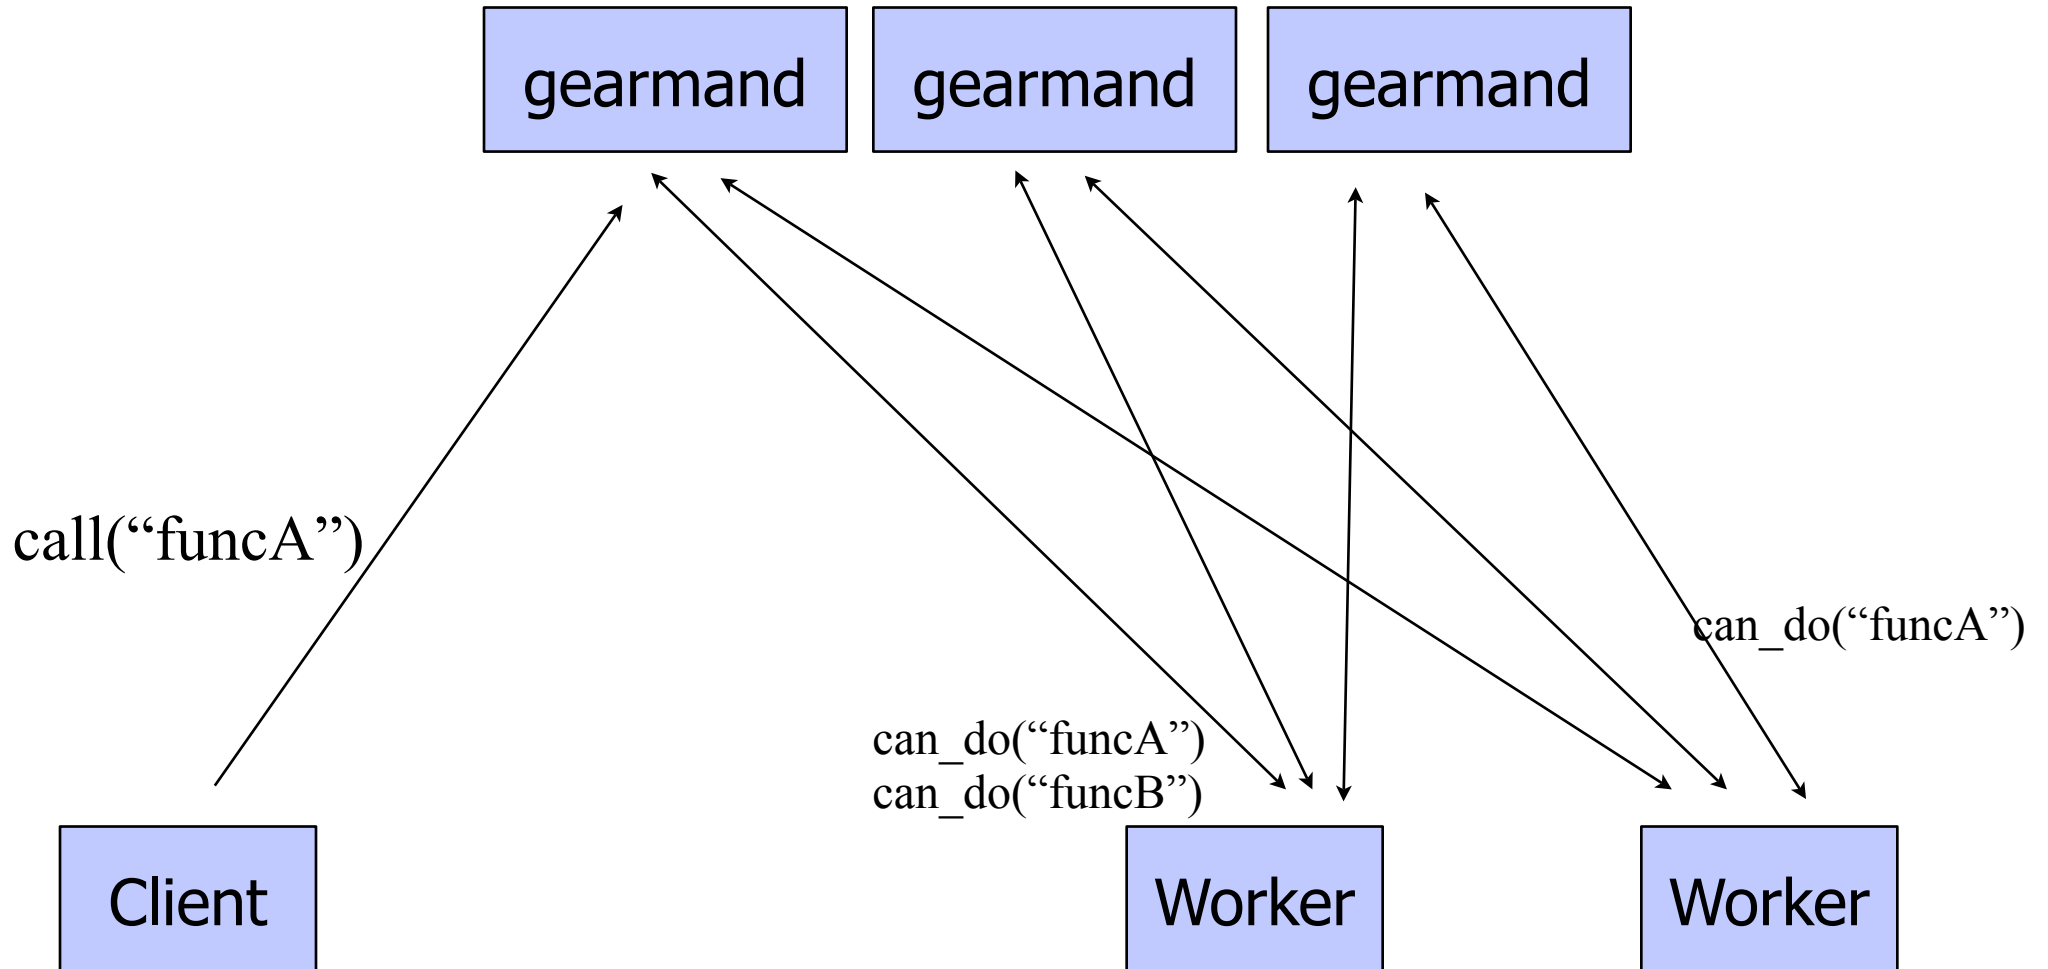 gearmand
gearmand
gearmand
call(“funcA”)
can_do(“funcA”)
can_do(“funcA”)
can_do(“funcB”)
Client
Worker
Worker